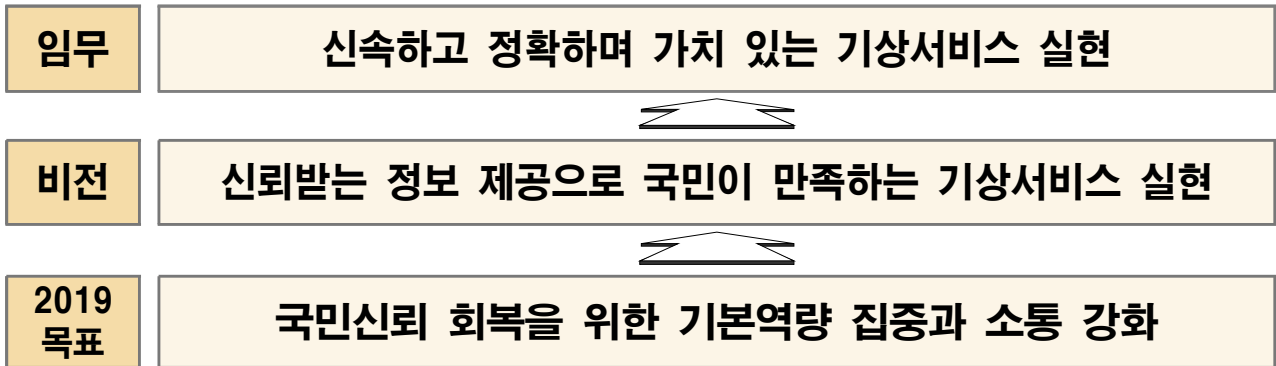 임무
신속하고 정확하며 가치 있는 기상서비스 실현
비전
신뢰받는 정보 제공으로 국민이 만족하는 기상서비스 실현
2019
목표
국민신뢰 회복을 위한 기본역량 집중과 소통 강화